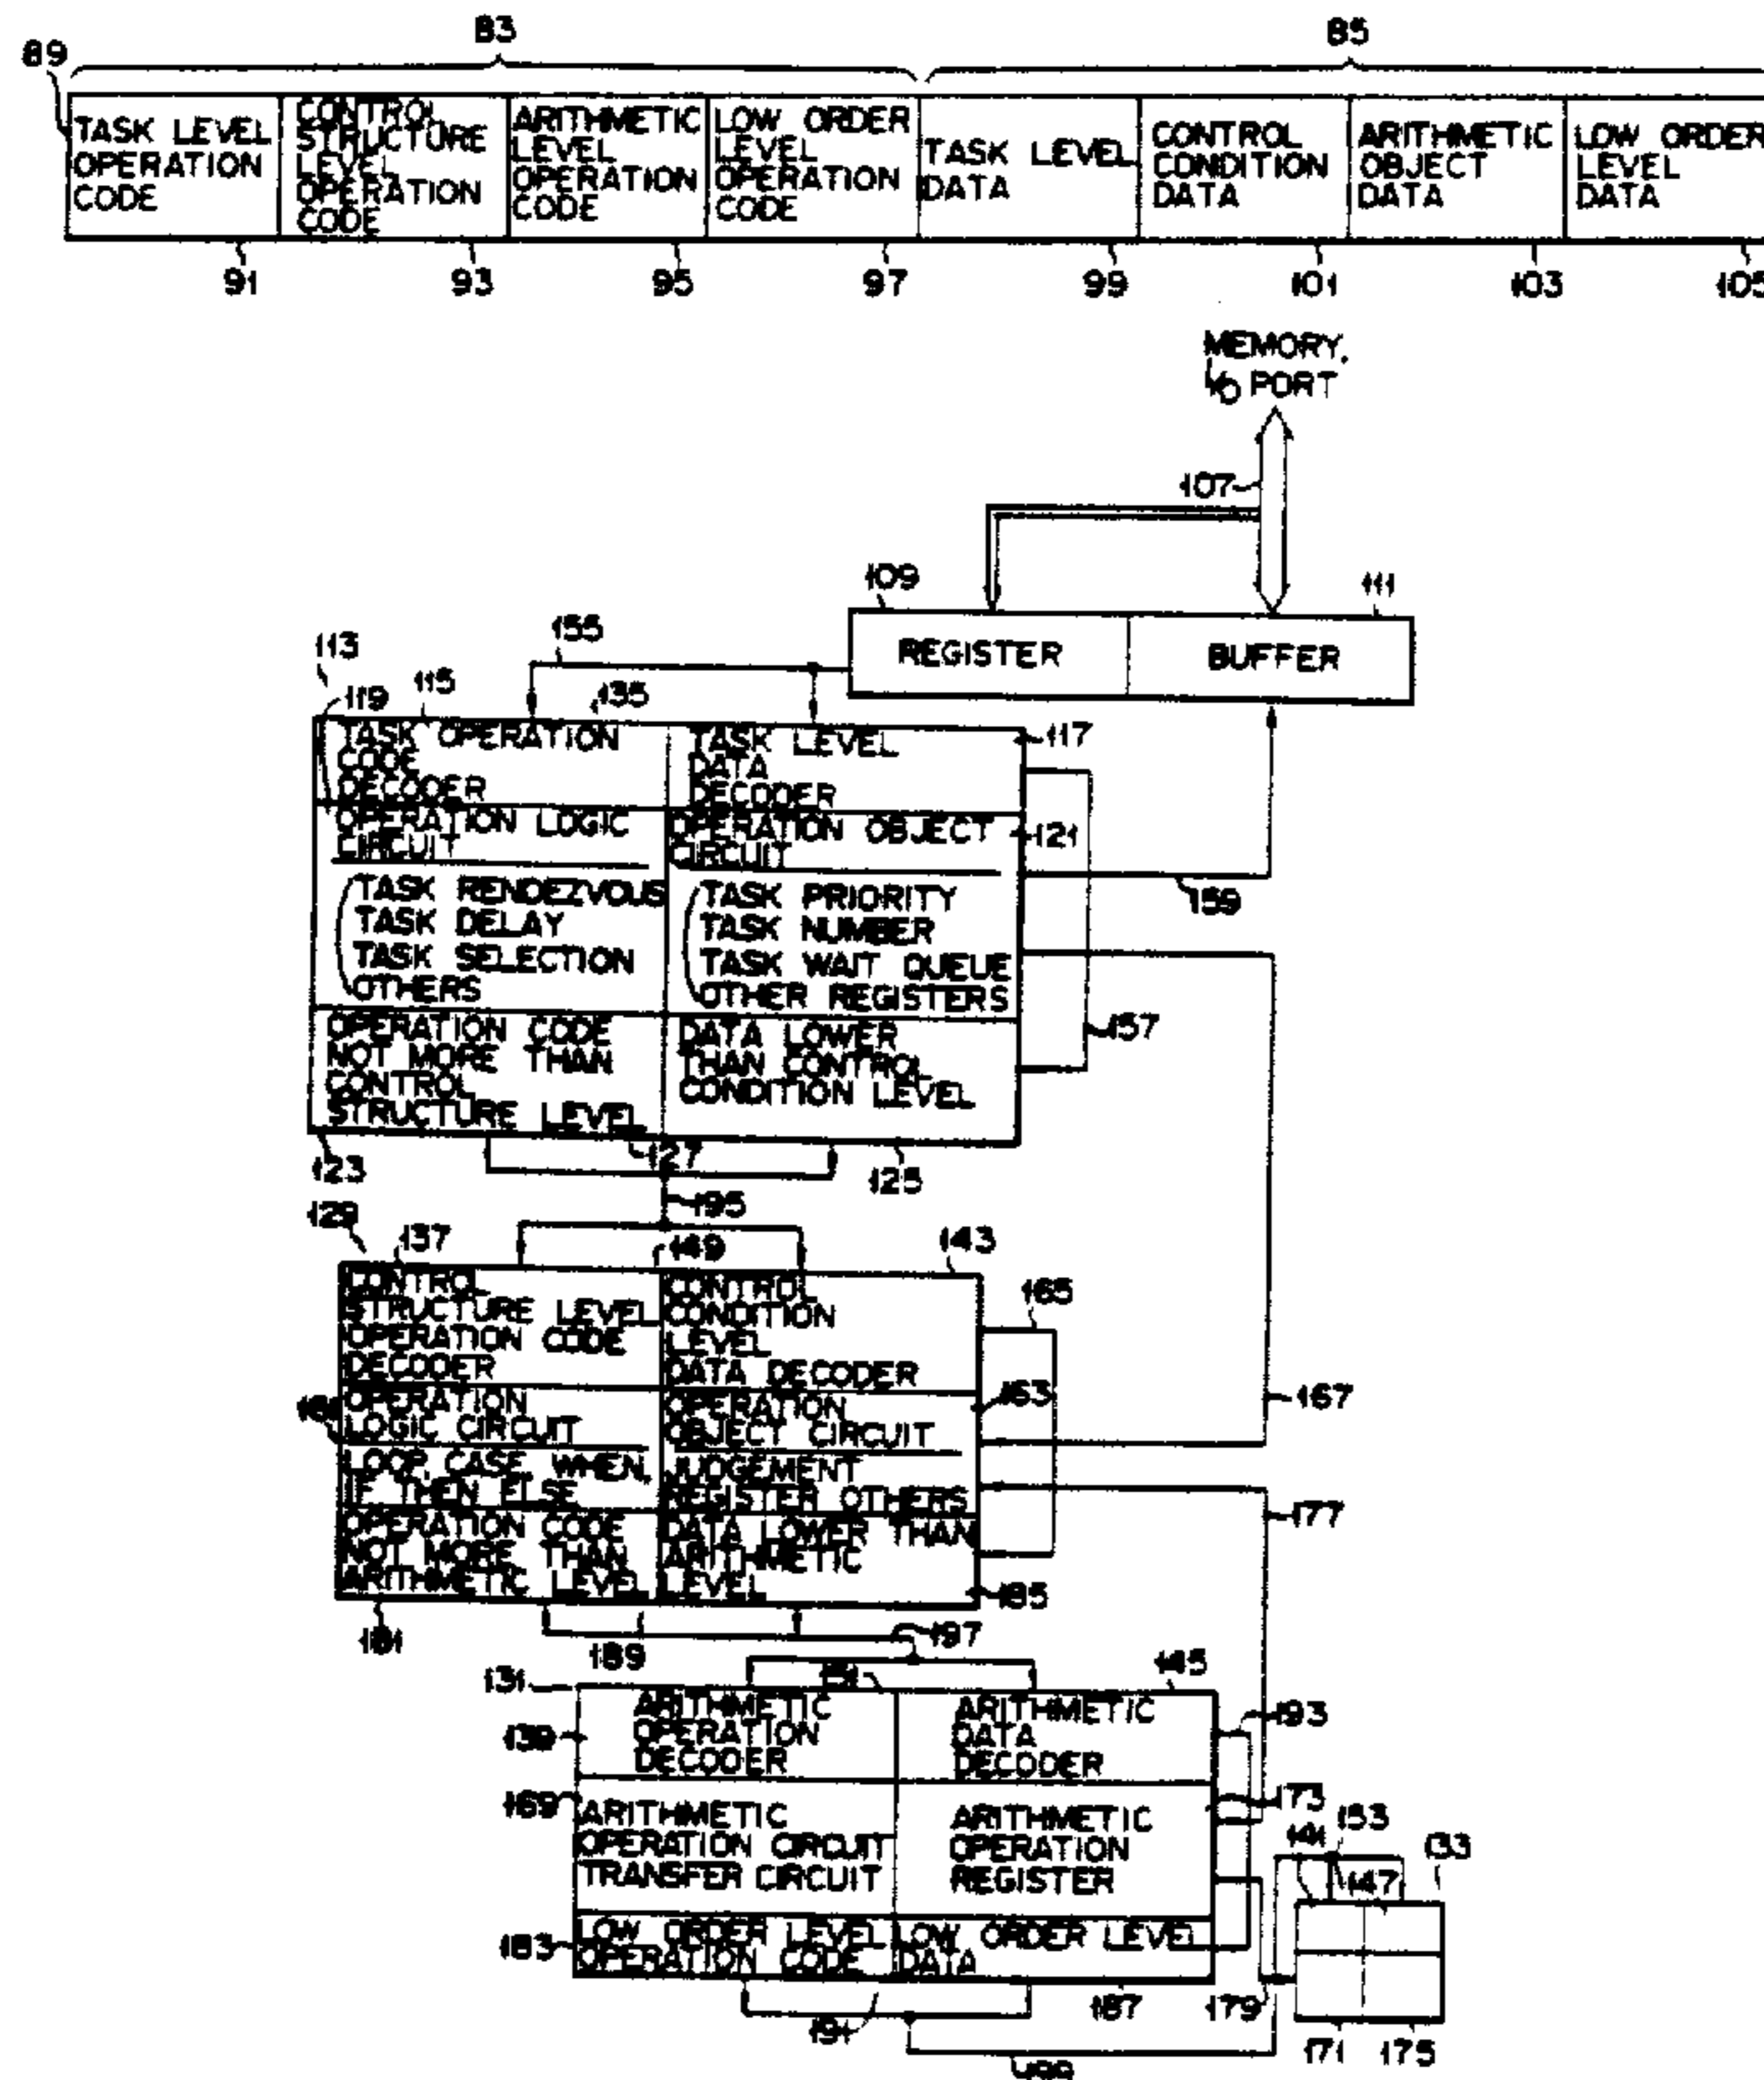 83
85
89
TASK LEVEL
OPERATION
CODE
CONTROL
STRUCTURE
LEVEL
OPERATION
CODE
ARITHMETIC
LEVEL
OPERATION
CODE
LOW ORDER
LEVEL
OPERATION
CODE
TASK LEVEL
DATA
CONTROL
CONDITION
DATA
ARITHMETIC
OBJECT
DATA
LOW ORDER
LEVEL
DATA
91
93
95
97
99
101
103
105
MEMORY,
I/O PORT
107
109
111
REGISTER
BUFFER
155
113
119
115
135
117
TASK OPERATION
CODE
DECODER
TASK LEVEL
DATA
DECODER
OPERATION LOGIC
CIRCUIT
OPERATION OBJECT
CIRCUIT
121
TASK RENDEZVOUS
TASK DELAY
TASK SELECTION
OTHERS
TASK PRIORITY
TASK NUMBER
TASK WAIT QUEUE
OTHER REGISTERS
159
157
OPERATION CODE
NOT MORE THAN
CONTROL
STRUCTURE LEVEL
DATA LOWER
THAN CONTROL
CONDITION LEVEL
123
127
125
195
129
137
149
143
CONTROL
STRUCTURE LEVEL
OPERATION CODE
DECODER
CONTROL
CONDITION
LEVEL
DATA DECODER
165
OPERATION
LOGIC CIRCUIT
OPERATION
OBJECT CIRCUIT
161
163
167
LOOP, CASE, WHEN,
IF THEN ELSE
JUDGEMENT
REGISTER OTHERS
177
OPERATION CODE
NOT MORE THAN
ARITHMETIC LEVEL
DATA LOWER THAN
ARITHMETIC
LEVEL
185
181
189
197
131
151
145
ARITHMETIC
OPERATION
DECODER
ARITHMETIC
DATA
DECODER
139
193
169
ARITHMETIC
OPERATION CIRCUIT
TRANSFER CIRCUIT
ARITHMETIC
OPERATION
REGISTER
173
141
153
133
147
183
LOW ORDER LEVEL
OPERATION CODE
LOW ORDER LEVEL
DATA
191
187
179
171
175
199